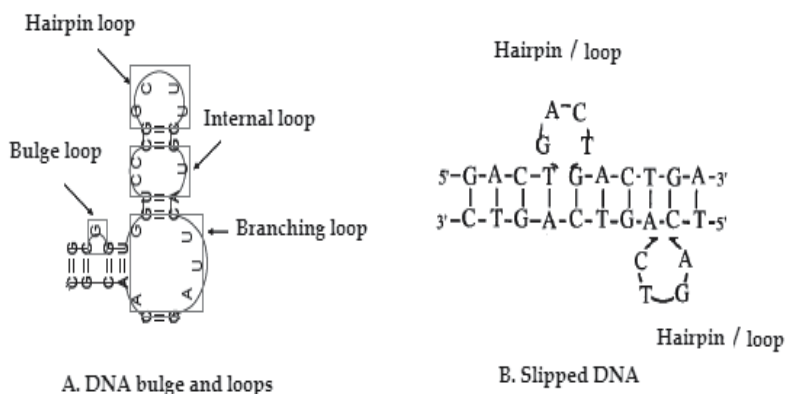 Hairpin loop
Internal loop
Bulge loop
Branching loop
A. DNA bulge and loops
Hairpin / loop
A-C
G T
5'-G-A-C-T G-A-C-T-G-A-3'
3'-C-T-G-A-C-T-G-A-C-T-5'
C A
T G
Hairpin / loop
B. Slipped DNA